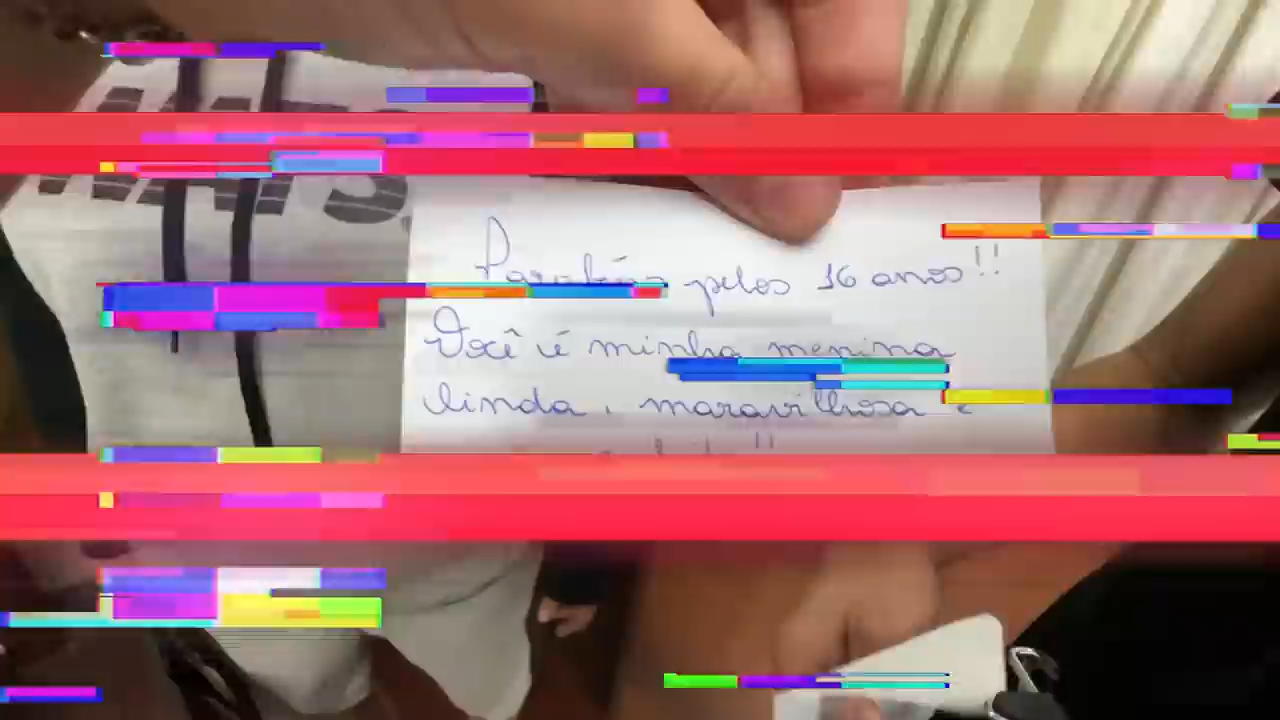 Parabéns pelos 16 anos!!
Você é minha menina
linda, maravilhosa e